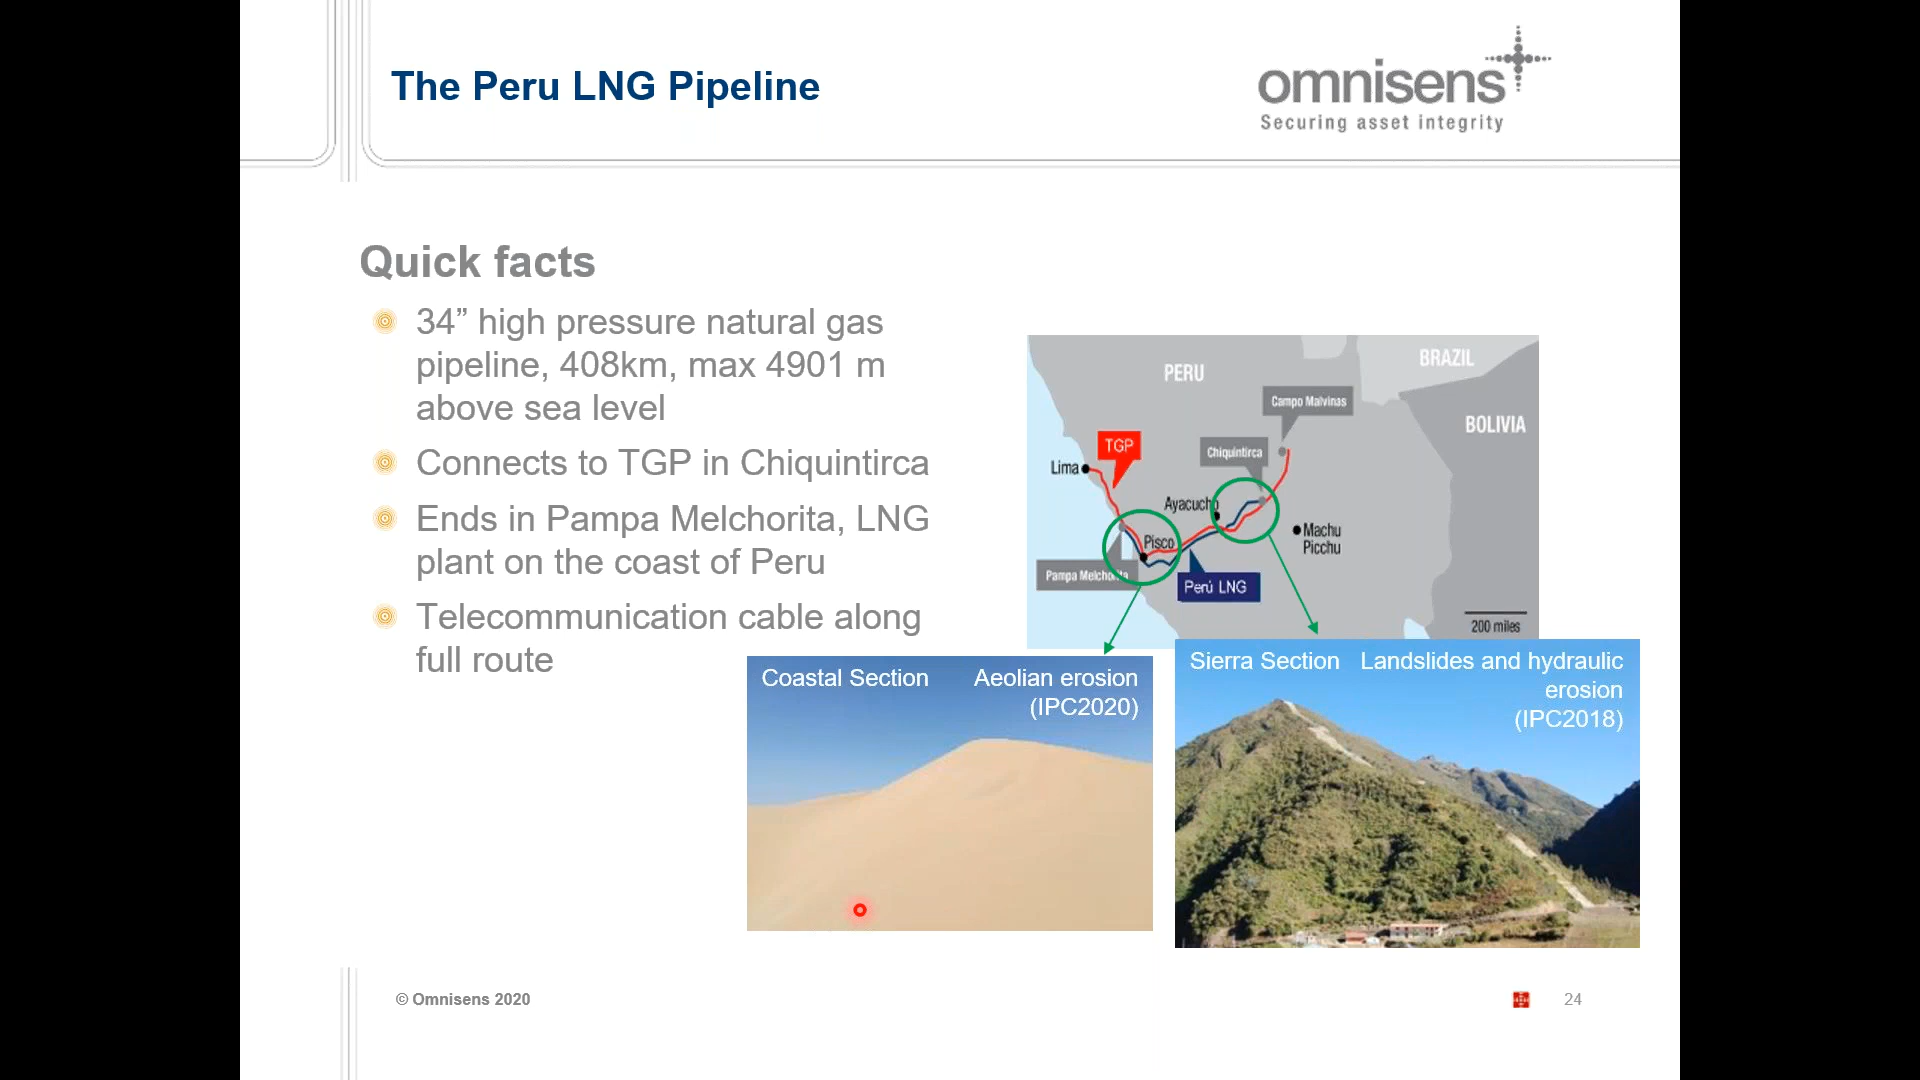 The Peru LNG Pipeline
omnisens
Securing asset integrity
Quick facts
34” high pressure natural gas
pipeline, 408km, max 4901 m
above sea level
Connects to TGP in Chiquintirca
Ends in Pampa Melchorita, LNG
plant on the coast of Peru
Telecommunication cable along
full route
PERU
BRAZIL
BOLIVIA
Campo Malvinas
TGP
Chiquintirca
Lima
Ayacucho
Machu
Picchu
Pisco
Pampa Melchorita
Perú LNG
200 miles
Coastal Section Aeolian erosion
(IPC2020)
Sierra Section Landslides and hydraulic
erosion
(IPC2018)
© Omnisens 2020
24